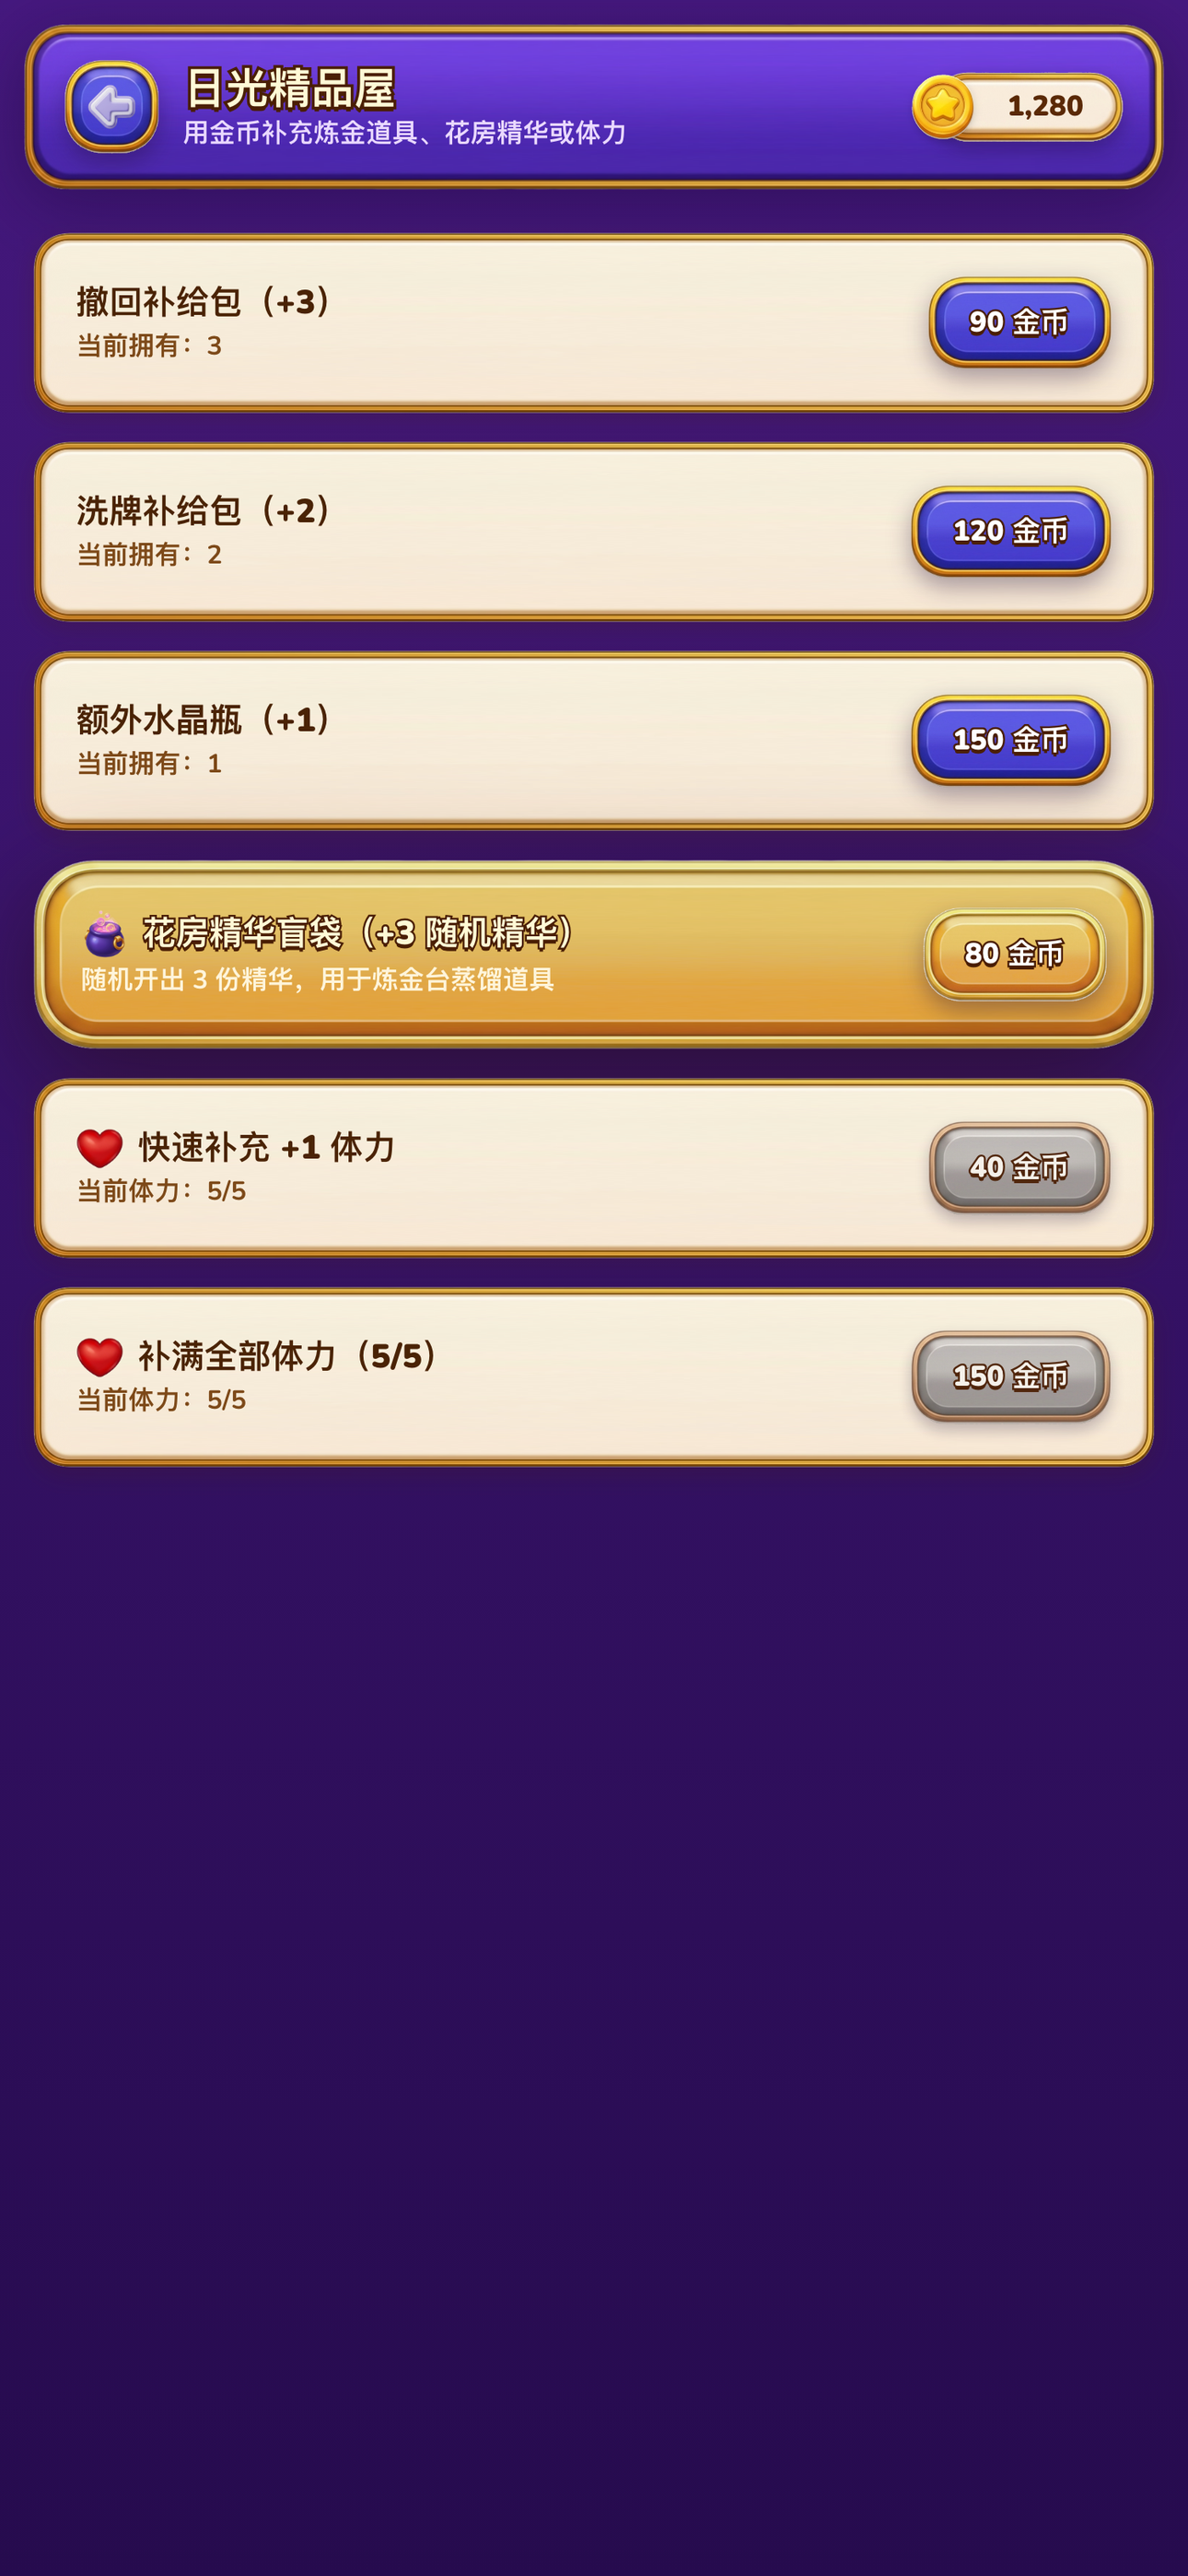 日光精品屋
用金币补充炼金道具、花房精华或体力
1,280
撤回补给包（+3）
当前拥有：3
90 金币
洗牌补给包（+2）
当前拥有：2
120 金币
额外水晶瓶（+1）
当前拥有：1
150 金币
花房精华盲袋（+3 随机精华）
随机开出 3 份精华，用于炼金台蒸馏道具
80 金币
快速补充 +1 体力
当前体力：5/5
40 金币
补满全部体力（5/5）
当前体力：5/5
150 金币